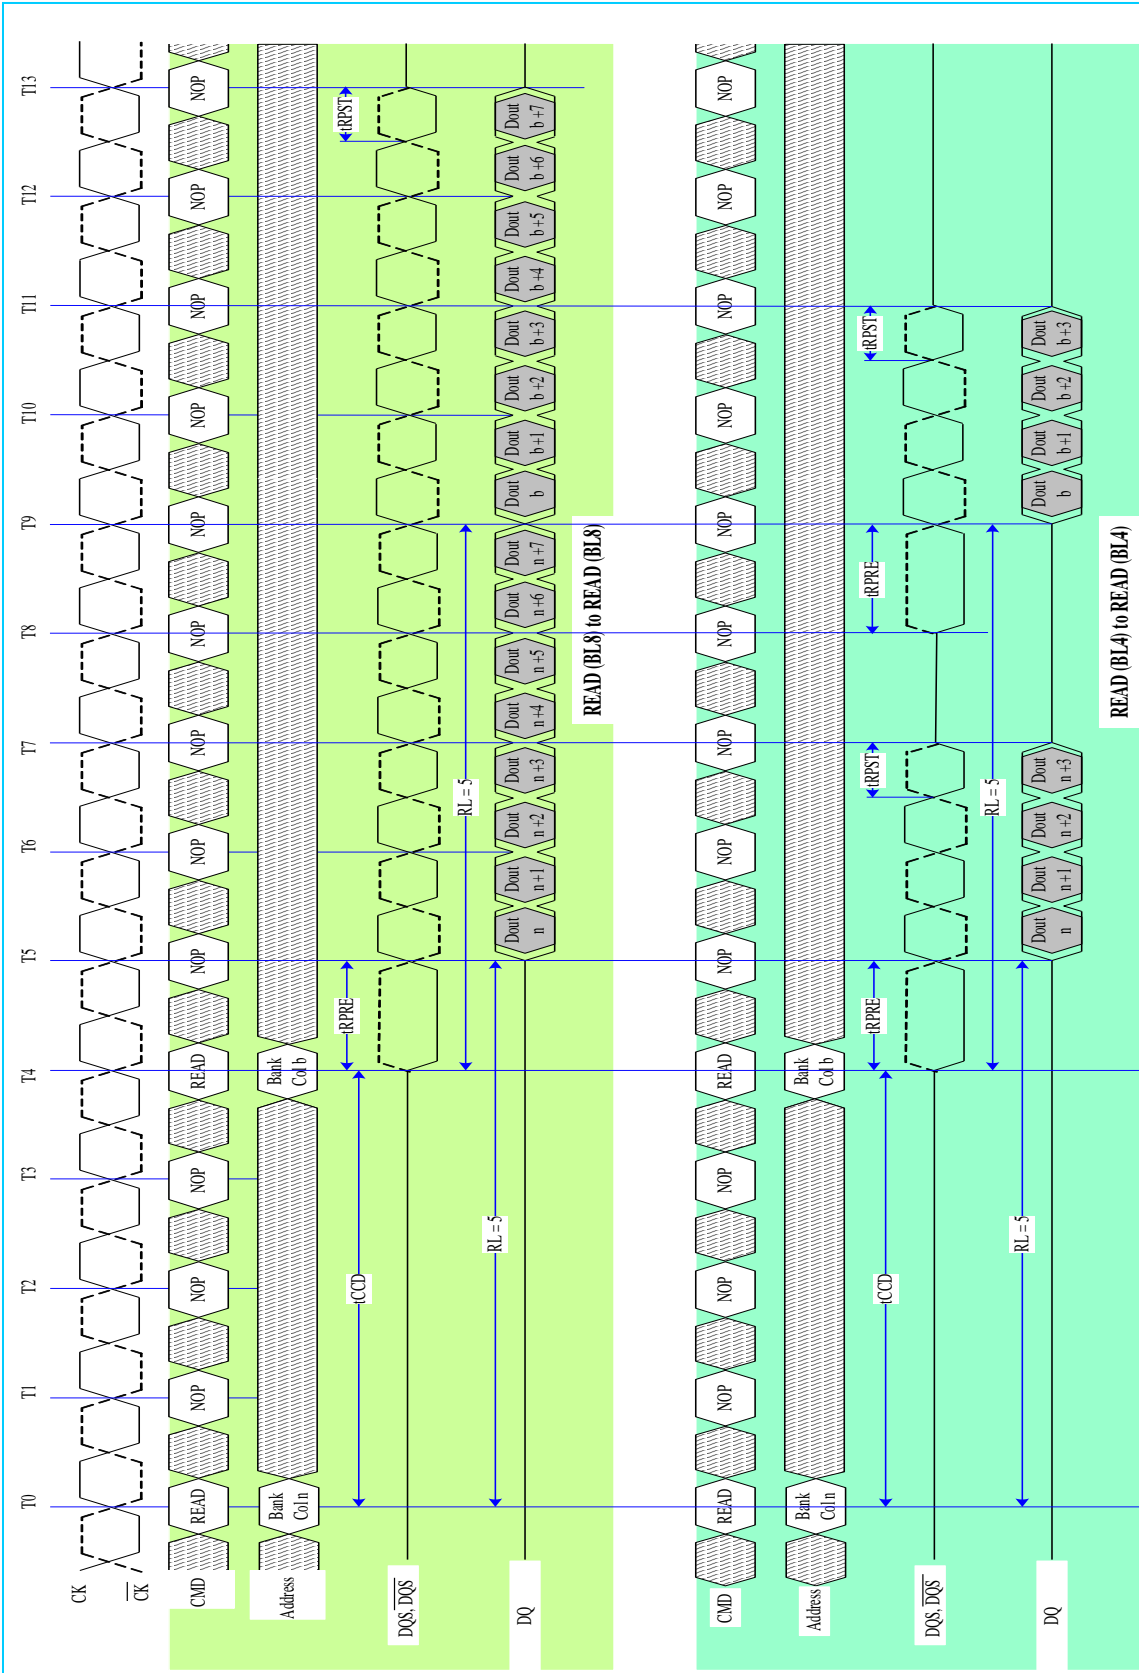 T0 T1 T2 T3 T4 T5 T6 T7 T8 T9 T10 T11 T12 T13
CK
CK
CMD READ NOP NOP NOP READ NOP NOP NOP NOP NOP NOP NOP NOP NOP
Address Bank Bank
Col n Col b
tRPRE tRPST
tCCD
DQS, DQS
RL = 5
RL = 5
DQ Dout Dout Dout Dout Dout Dout Dout Dout Dout Dout Dout Dout Dout Dout Dout Dout
n n+1 n+2 n+3 n+4 n+5 n+6 n+7 b b+1 b+2 b+3 b+4 b+5 b+6 b+7
READ (BL8) to READ (BL8)
CMD READ NOP NOP NOP READ NOP NOP NOP NOP NOP NOP NOP NOP NOP
Address Bank Bank
Col n Col b
tRPRE tRPST tRPRE tRPST
tCCD
DQS, DQS
RL = 5
RL = 5
DQ Dout Dout Dout Dout Dout Dout Dout Dout
n n+1 n+2 n+3 b b+1 b+2 b+3
READ (BL4) to READ (BL4)